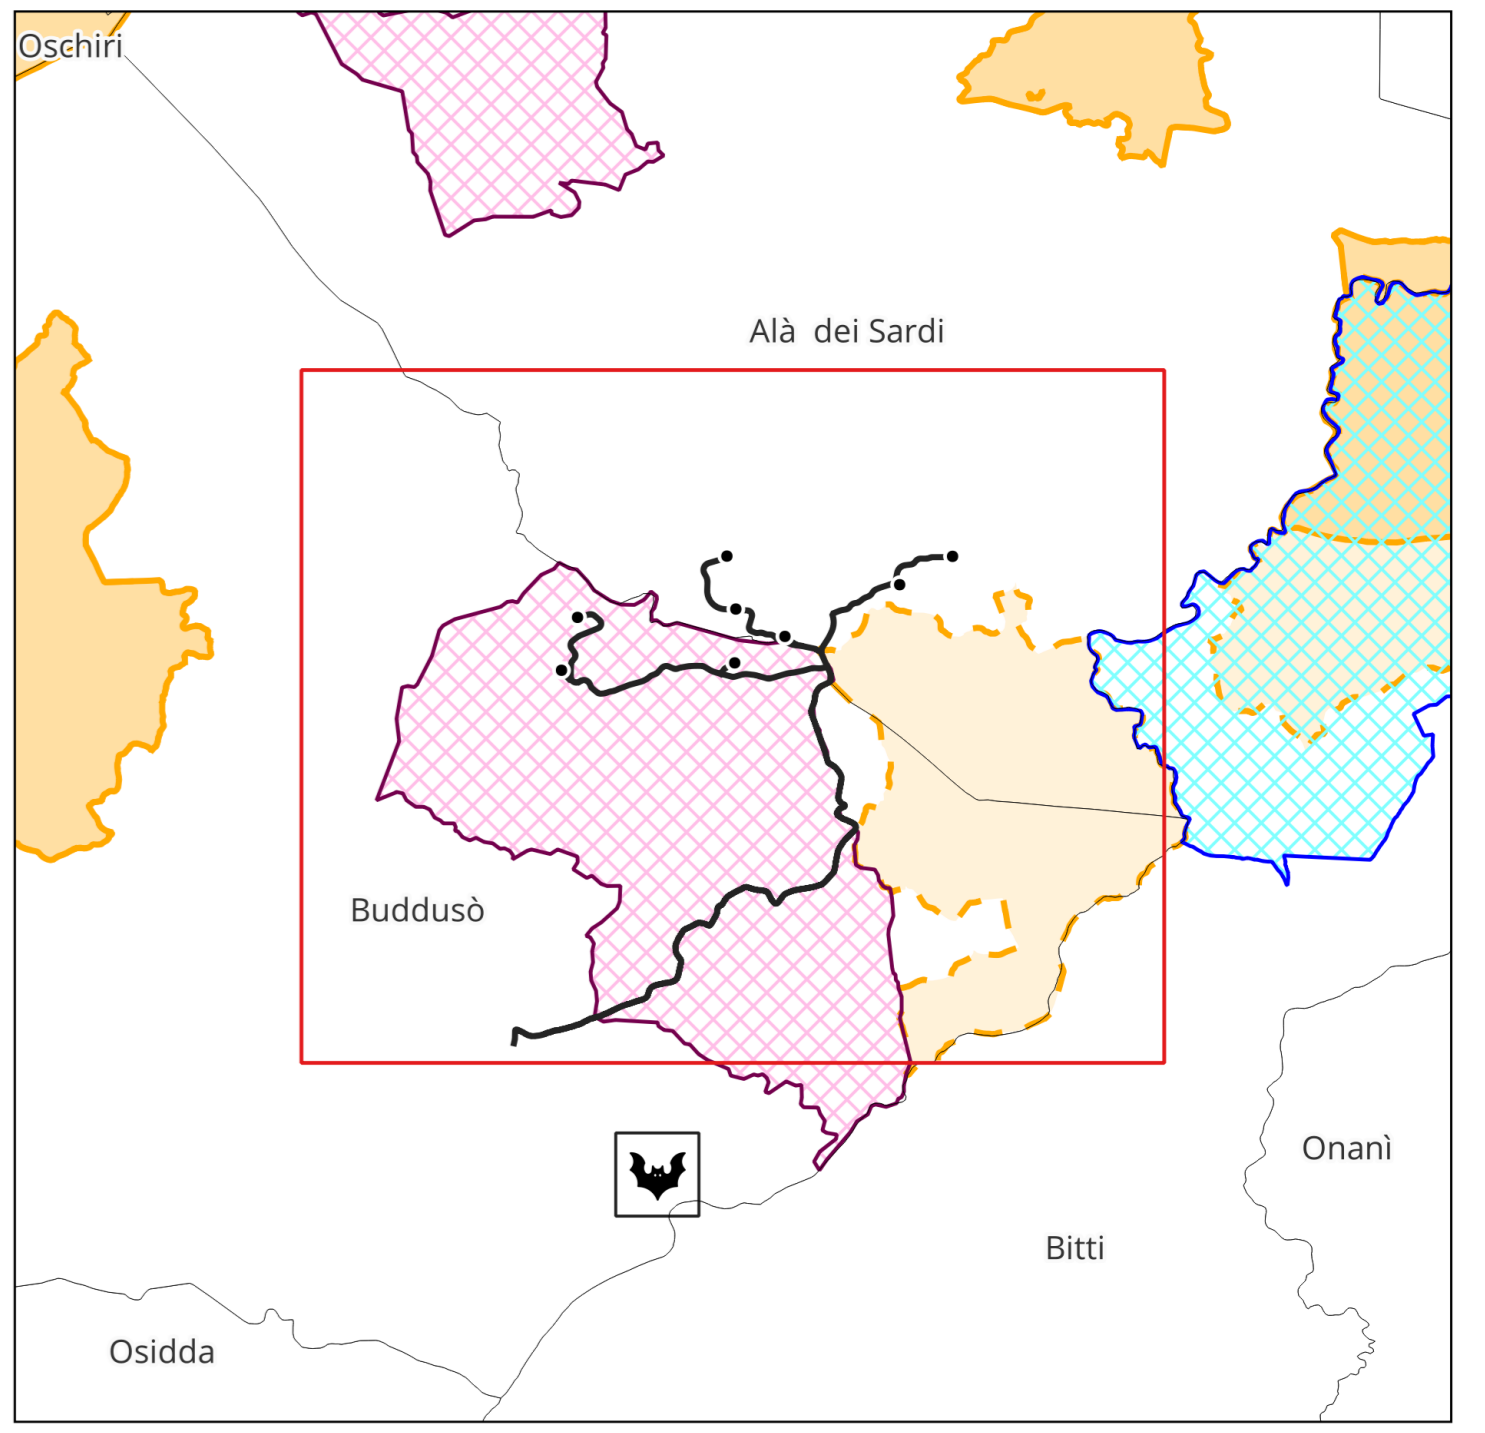 Oschiri
Alà dei Sardi
Buddusò
Onanì
Bitti
Osidda